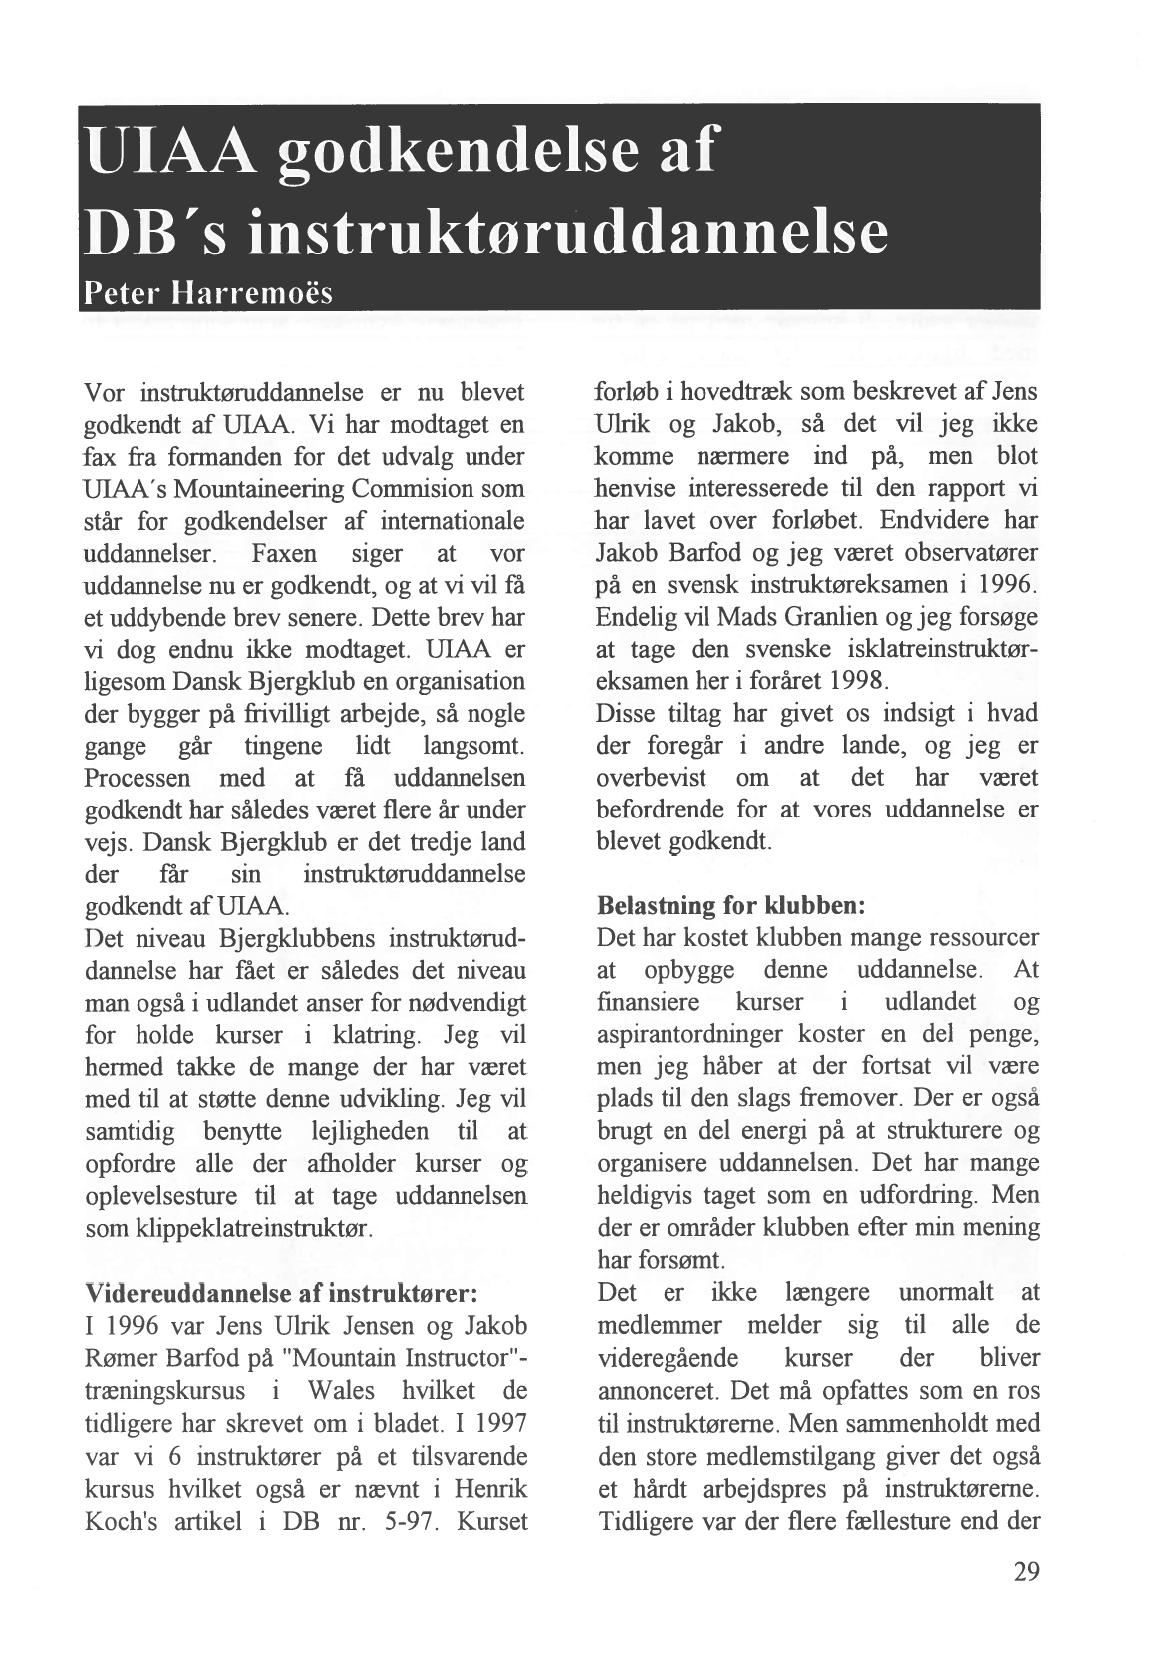 UIAA godkendelse af
DB´s instruktøruddannelse
Peter Harremoës
Vor instruktøruddannelse er nu blevet
godkendt af UIAA. Vi har modtaget en
fax fra formanden for det udvalg under
UIAA´s Mountaineering Commision som
står for godkendelser af internationale
uddannelser. Faxen siger at vor
uddannelse nu er godkendt, og at vi vil få
et uddybende brev senere. Dette brev har
vi dog endnu ikke modtaget. UIAA er
ligesom Dansk Bjergklub en organisation
der bygger på frivilligt arbejde, så nogle
gange går tingene lidt langsomt.
Processen med at få uddannelsen
godkendt har således været flere år under
vejs. Dansk Bjergklub er det tredje land
der får sin instruktøruddannelse
godkendt af UIAA.
Det niveau Bjergklubbens instruktørud-
dannelse har fået er således det niveau
man også i udlandet anser for nødvendigt
for holde kurser i klatring. Jeg vil
hermed takke de mange der har været
med til at støtte denne udvikling. Jeg vil
samtidig benytte lejligheden til at
opfordre alle der afholder kurser og
oplevelsesture til at tage uddannelsen
som klippeklatreinstruktør.
Videreuddannelse af instruktører:
I 1996 var Jens Ulrik Jensen og Jakob
Rømer Barfod på "Mountain Instructor"-
træningskursus i Wales hvilket de
tidligere har skrevet om i bladet. I 1997
var vi 6 instruktører på et tilsvarende
kursus hvilket også er nævnt i Henrik
Koch's artikel i DB nr. 5-97. Kurset
forløb i hovedtræk som beskrevet af Jens
Ulrik og Jakob, så det vil jeg ikke
komme nærmere ind på, men blot
henvise interesserede til den rapport vi
har lavet over forløbet. Endvidere har
Jakob Barfod og jeg været observatører
på en svensk instruktøreksamen i 1996.
Endelig vil Mads Granlien og jeg forsøge
at tage den svenske isklatreinstruktør-
eksamen her i foråret 1998.
Disse tiltag har givet os indsigt i hvad
der foregår i andre lande, og jeg er
overbevist om at det har været
befordrende for at vores uddannelse er
blevet godkendt.
Belastning for klubben:
Det har kostet klubben mange ressourcer
at opbygge denne uddannelse. At
finansiere kurser i udlandet og
aspirantordninger koster en del penge,
men jeg håber at der fortsat vil være
plads til den slags fremover. Der er også
brugt en del energi på at strukturere og
organisere uddannelsen. Det har mange
heldigvis taget som en udfordring. Men
der er områder klubben efter min mening
har forsømt.
Det er ikke længere unormalt at
medlemmer melder sig til alle de
videregående kurser der bliver
annonceret. Det må opfattes som en ros
til instruktørerne. Men sammenholdt med
den store medlemstilgang giver det også
et hårdt arbejdspres på instruktørerne.
Tidligere var der flere fællesture end der
29